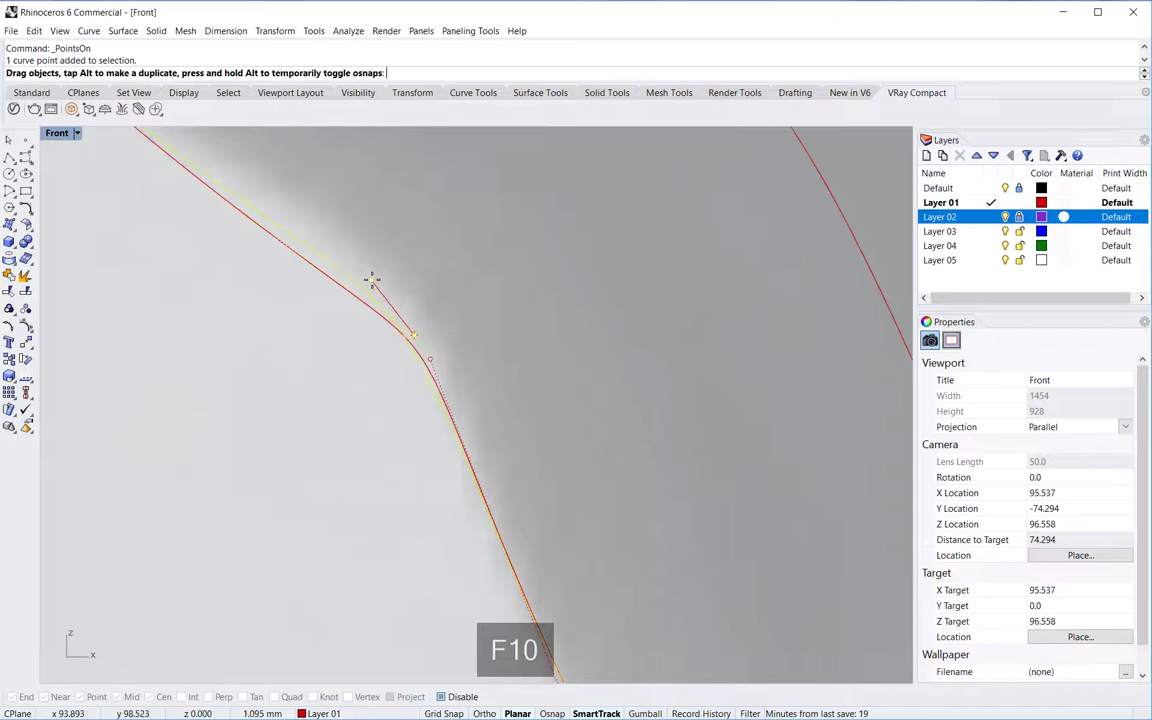 Rhinoceros 6 Commercial - [Front]
File Edit View Curve Surface Solid Mesh Dimension Transform Tools Analyze Render Panels Paneling Tools Help
Command: _PointsOn
1 curve point added to selection.
Drag objects, tap Alt to make a duplicate, press and hold Alt to temporarily toggle osnaps:
Standard CPlanes Set View Display Select Viewport Layout Visibility Transform Curve Tools Surface Tools Solid Tools Mesh Tools Render Tools Drafting New in V6 VRay Compact
Front
Layers
Name Color Material Print Width
Default Default
Layer 01 Default
Layer 02 Default
Layer 03 Default
Layer 04 Default
Layer 05 Default
Properties
Viewport
Title Front
Width 1454
Height 928
Projection Parallel
Camera
Lens Length 50.0
Rotation 0.0
X Location 95.537
Y Location -74.294
Z Location 96.558
Distance to Target 74.294
Location Place...
Target
X Target 95.537
Y Target 0.0
Z Target 96.558
Location Place...
Wallpaper
Filename (none) ...
z
x
F10
End Near Point Mid Cen Int Perp Tan Quad Knot Vertex Project Disable
CPlane x 93.893 y 98.523 z 0.000 1.095 mm Layer 01 Grid Snap Ortho Planar Osnap SmartTrack Gumball Record History Filter Minutes from last save: 19